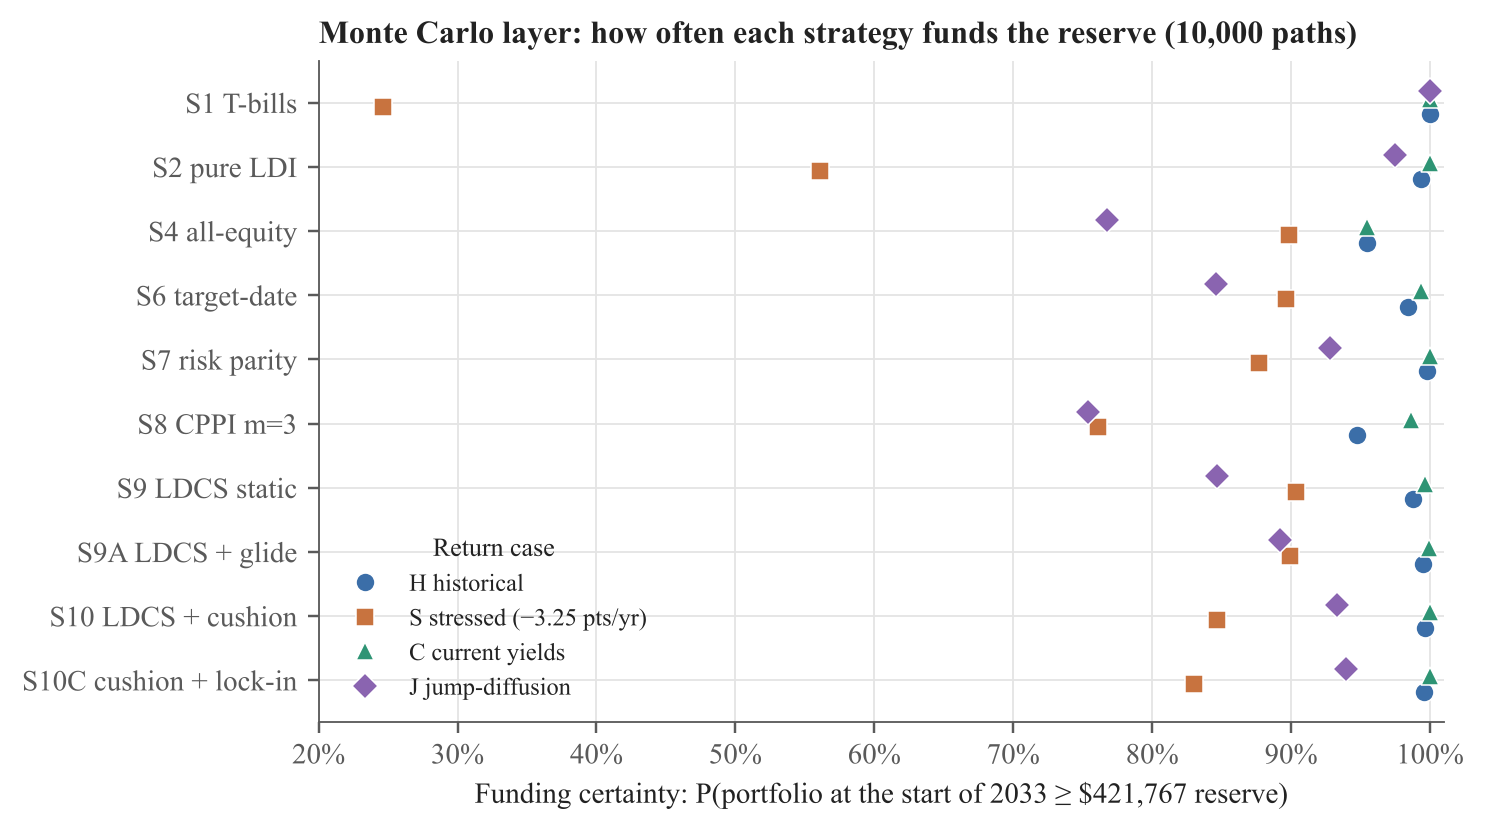 Monte Carlo layer: how often each strategy funds the reserve (10,000 paths)
S1 T-bills
S2 pure LDI
S4 all-equity
S6 target-date
S7 risk parity
S8 CPPI m=3
S9 LDCS static
S9A LDCS + glide
S10 LDCS + cushion
S10C cushion + lock-in
Return case
H historical
S stressed (−3.25 pts/yr)
C current yields
J jump-diffusion
20% 30% 40% 50% 60% 70% 80% 90% 100%
Funding certainty: P(portfolio at the start of 2033 ≥ $421,767 reserve)